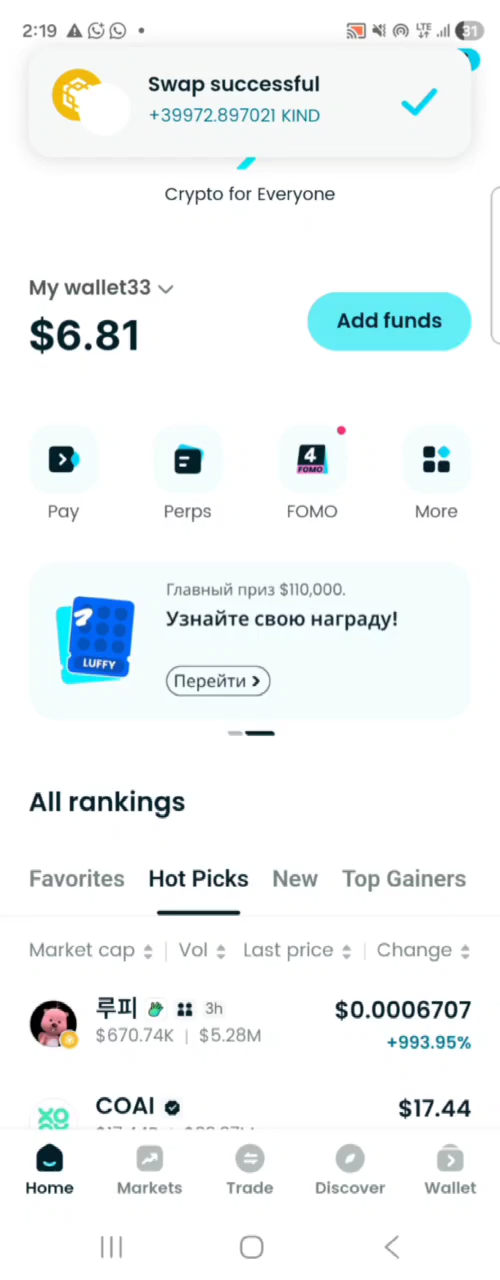 2:19
LTE
31
Swap successful
+39972.897021 KIND
Crypto for Everyone
My wallet33
$6.81
Add funds
Pay
Perps
4
FOMO
FOMO
More
LUFFY
Главный приз $110,000.
Узнайте свою награду!
Перейти
All rankings
Favorites Hot Picks New Top Gainers
Market cap | Vol Last price | Change
루피 3h $0.0006707
$670.74K | $5.28M +993.95%
XO
COAI $17.44
Home Markets Trade Discover Wallet